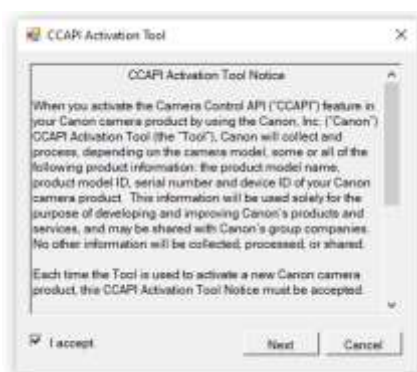 CCAPI Activation Tool
CCAPI Activation Tool Notice
When you activate the Camera Control API ("CCAPI") feature in
your Canon camera product by using the Canon, Inc. ("Canon")
CCAPI Activation Tool (the "Tool"), Canon will collect and
process, depending on the camera model, some or all of the
following product information: the product model name,
product model ID, serial number and device ID of your Canon
camera product. This information will be used solely for the
purpose of developing and improving Canon's products and
services, and may be shared with Canon's group companies.
No other information will be collected, processed, or shared.
Each time the Tool is used to activate a new Canon camera
product, this CCAPI Activation Tool Notice must be accepted.
I accept
Next
Cancel